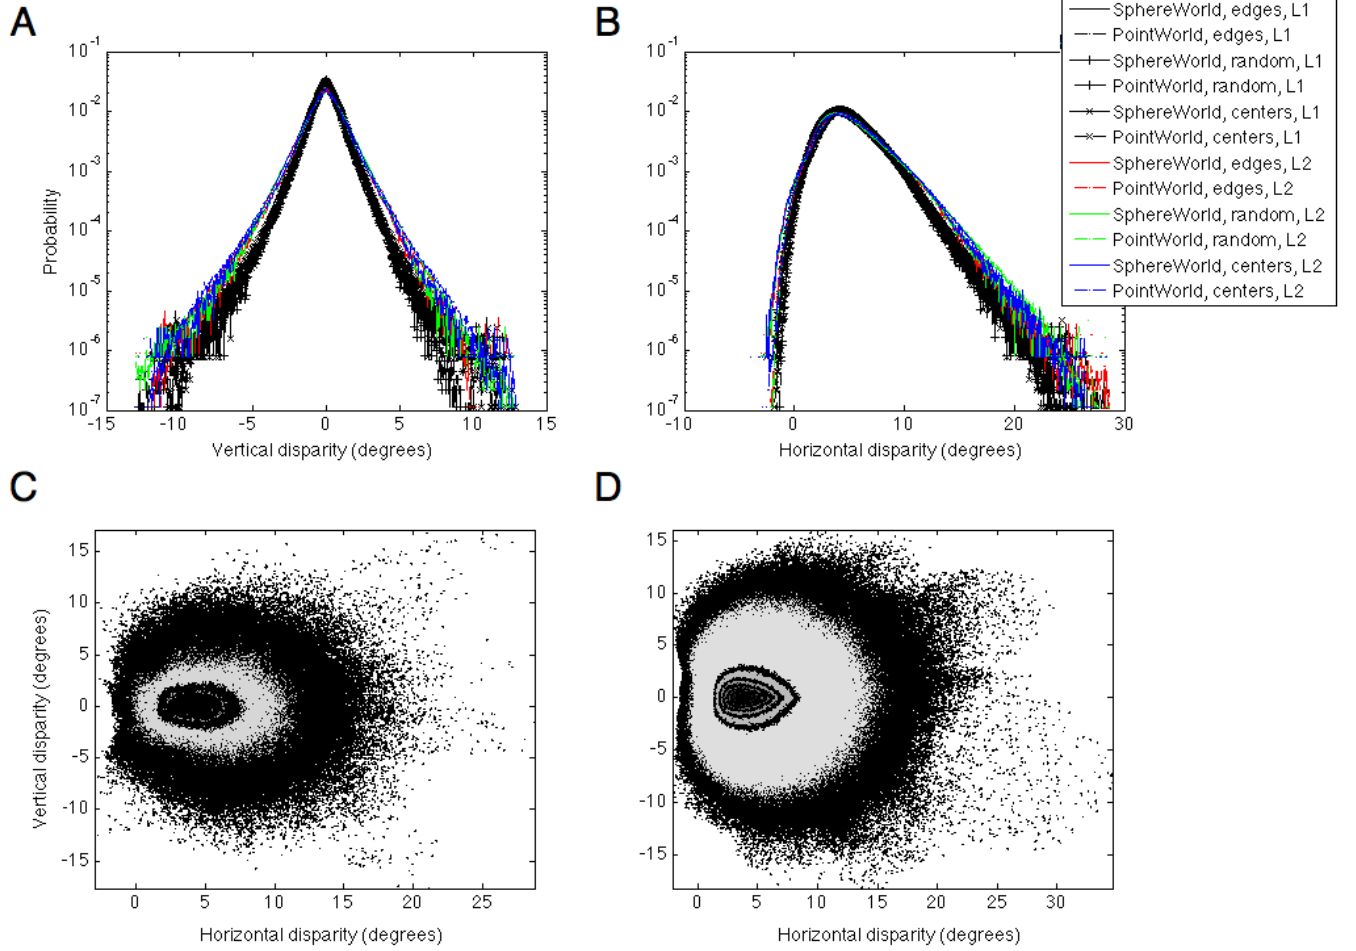 A
B
SphereWorld, edges, L1
PointWorld, edges, L1
SphereWorld, random, L1
PointWorld, random, L1
SphereWorld, centers, L1
PointWorld, centers, L1
SphereWorld, edges, L2
PointWorld, edges, L2
SphereWorld, random, L2
PointWorld, random, L2
SphereWorld, centers, L2
PointWorld, centers, L2
10^-1
10^-2
10^-3
10^-4
10^-5
10^-6
10^-7
Probability
-15 -10 -5 0 5 10 15
Vertical disparity (degrees)
10^-1
10^-2
10^-3
10^-4
10^-5
10^-6
10^-7
-10 0 10 20 30
Horizontal disparity (degrees)
C
15
10
5
0
-5
-10
-15
Vertical disparity (degrees)
0 5 10 15 20 25
Horizontal disparity (degrees)
D
15
10
5
0
-5
-10
-15
0 5 10 15 20 25 30
Horizontal disparity (degrees)